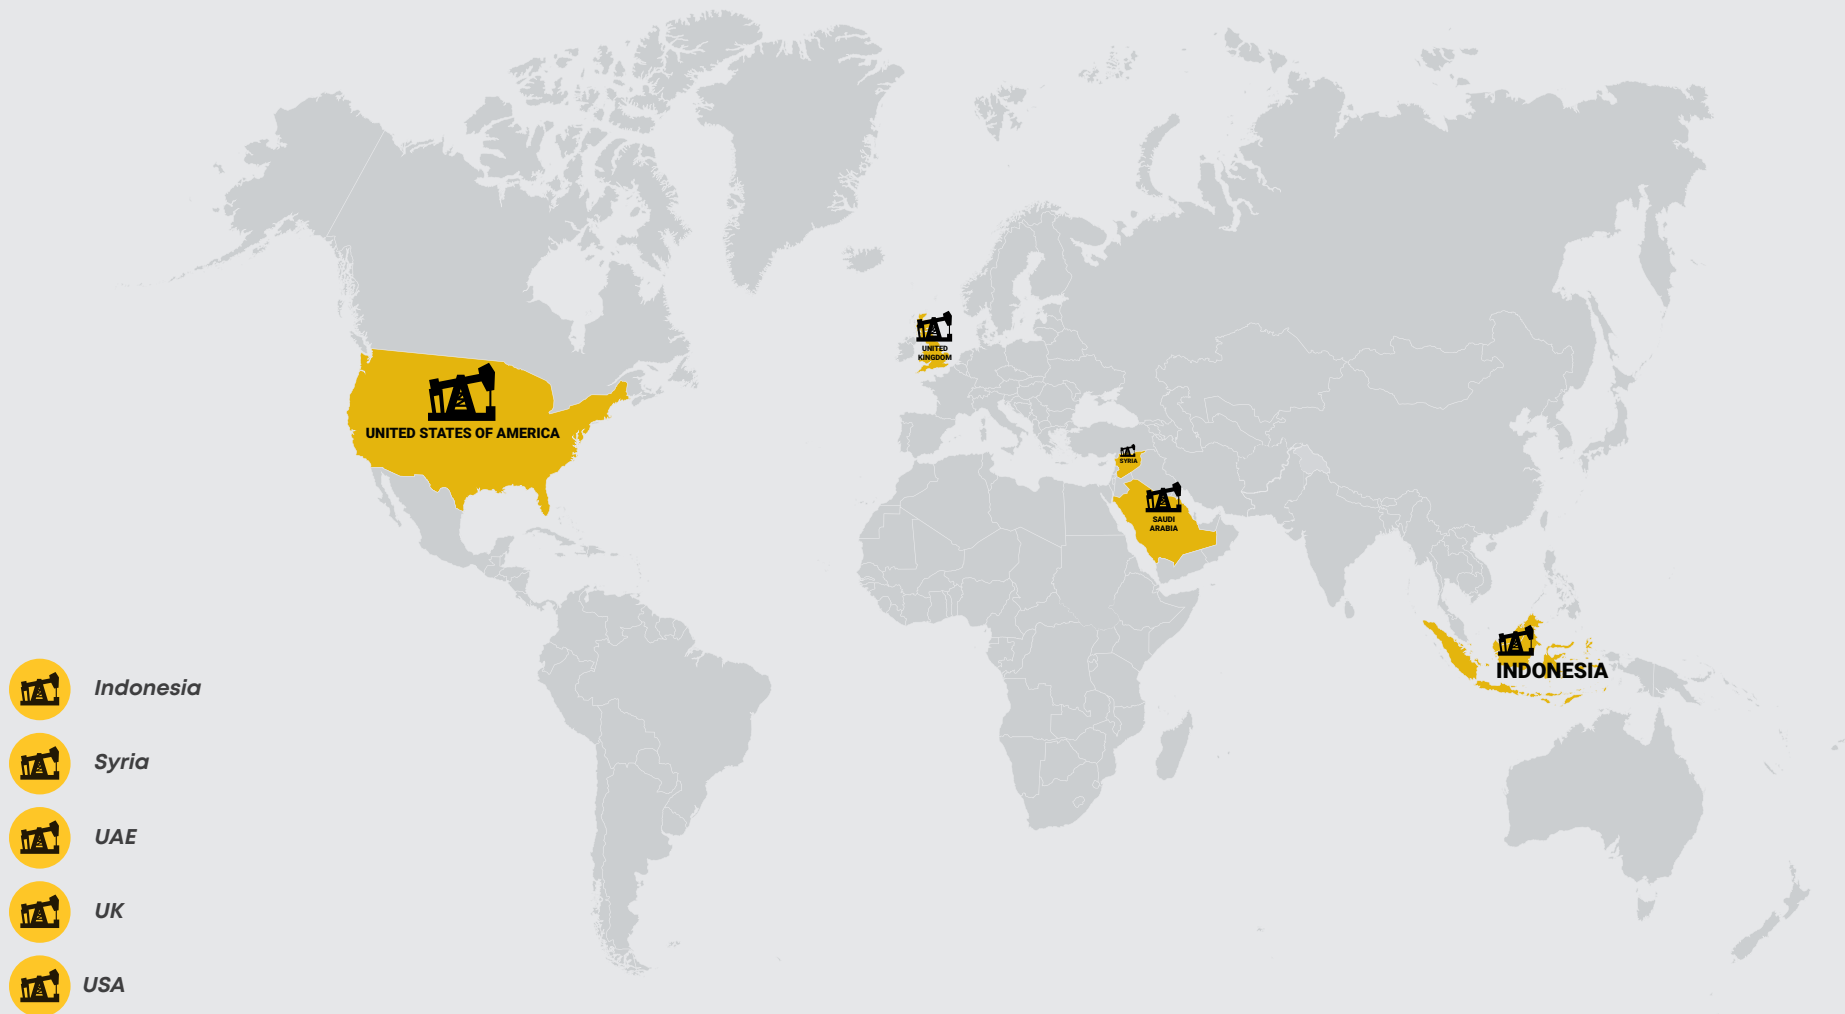 UNITED
KINGDOM
UNITED STATES OF AMERICA
SYRIA
SAUDI
ARABIA
INDONESIA
Indonesia
Syria
UAE
UK
USA